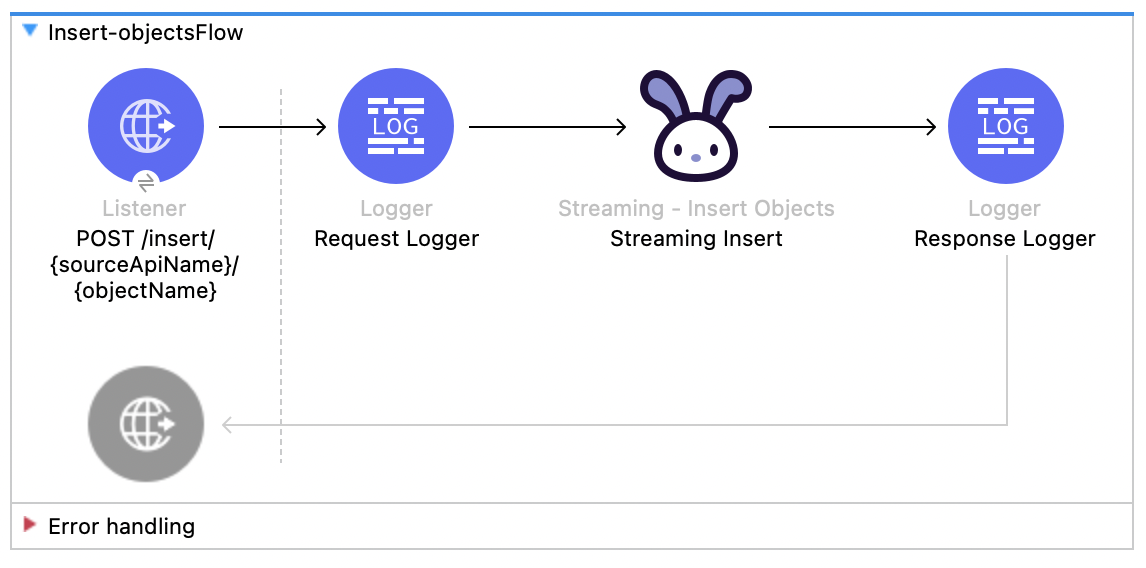 Insert-objectsFlow
LOG
LOG
Listener
Logger
Streaming - Insert Objects
Logger
POST /insert/
{sourceApiName}/
{objectName}
Request Logger
Streaming Insert
Response Logger
Error handling